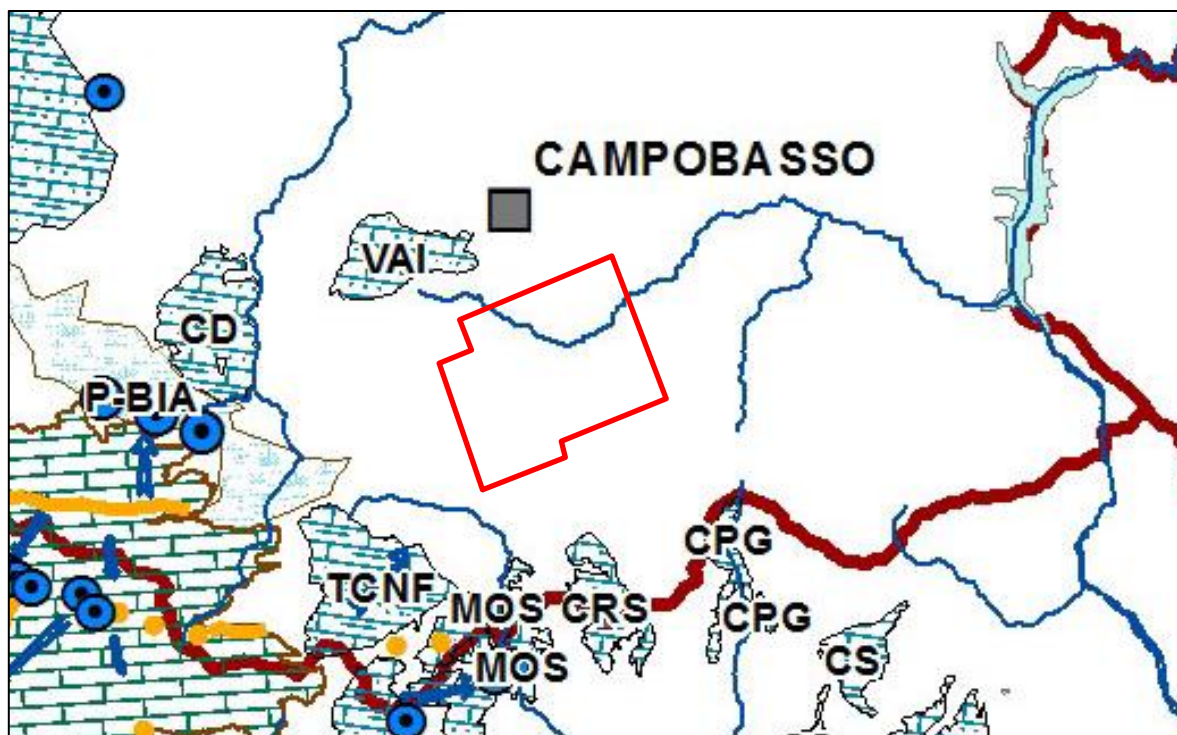 CAMPOBASSO
VAI
CD
P-BIA
CPG
TCNF
MOS
CRS
CPG
MOS
CS